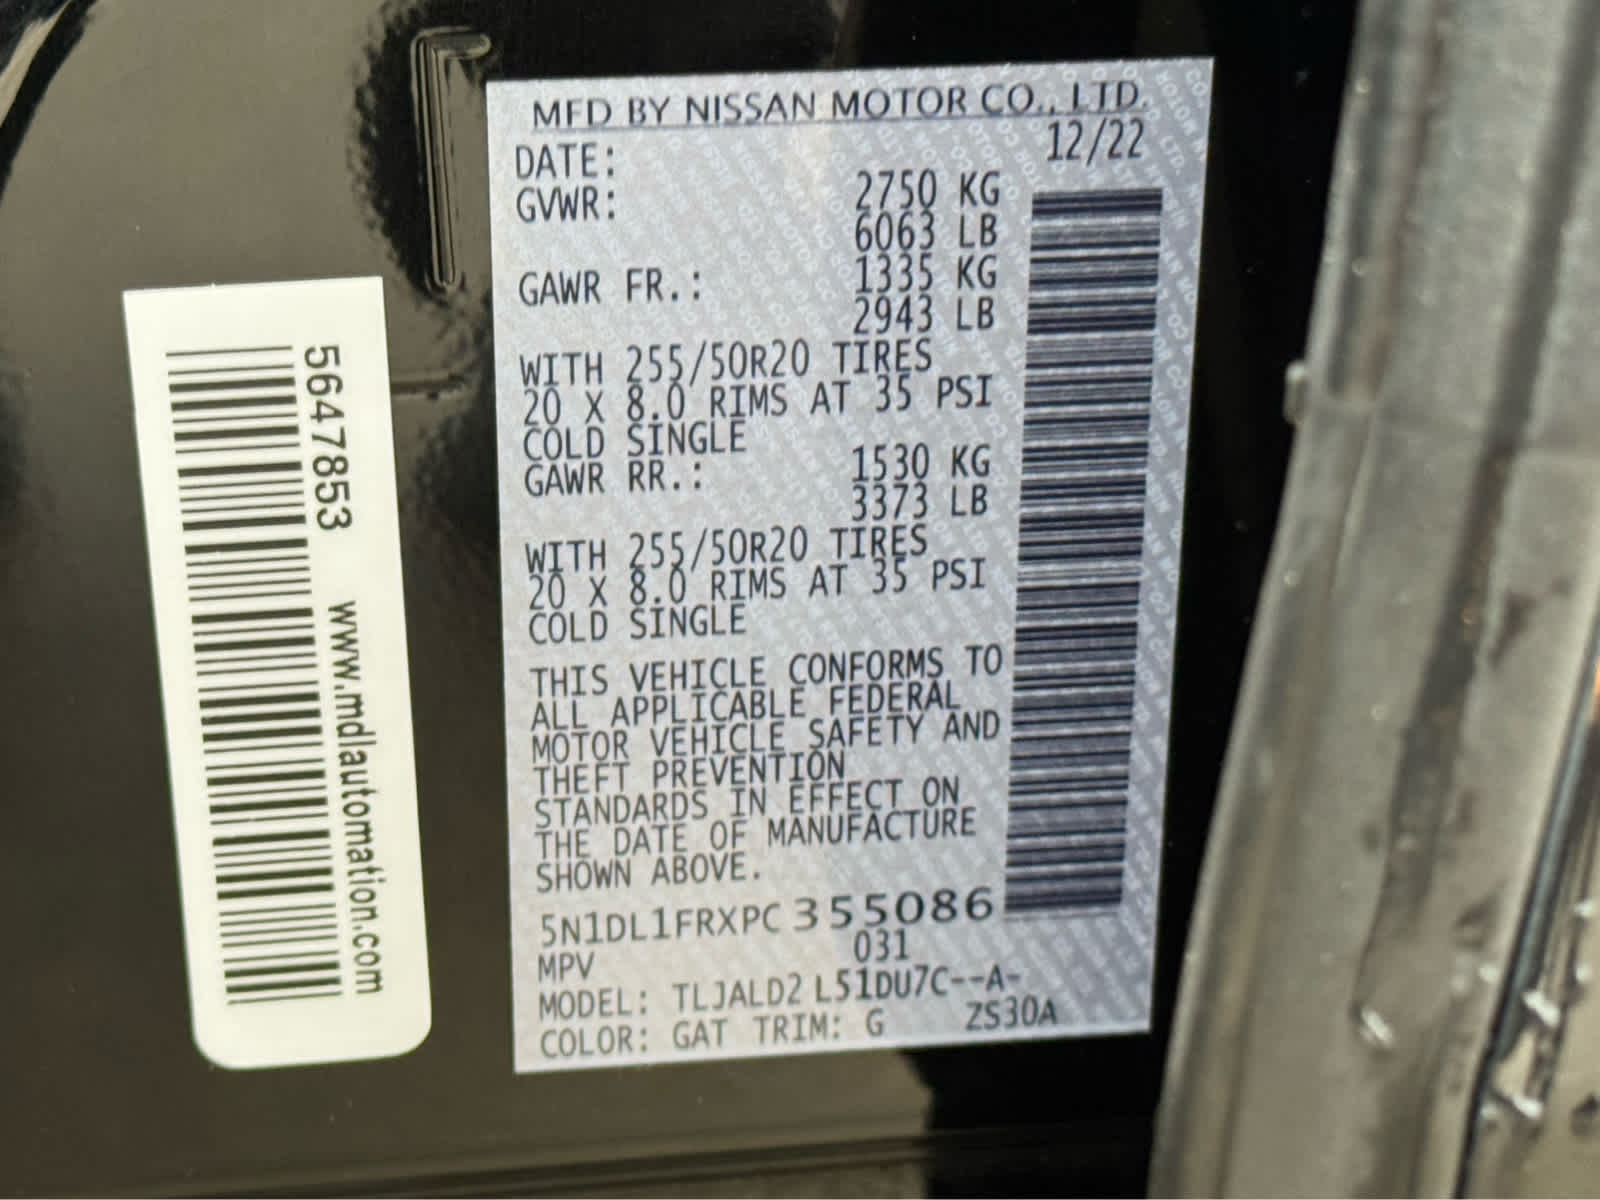 MFD BY NISSAN MOTOR CO., LTD.
DATE: 12/22
GVWR: 2750 KG
6063 LB
GAWR FR.: 1335 KG
2943 LB
WITH 255/50R20 TIRES
20 X 8.0 RIMS AT 35 PSI
COLD SINGLE
GAWR RR.: 1530 KG
3373 LB
WITH 255/50R20 TIRES
20 X 8.0 RIMS AT 35 PSI
COLD SINGLE
THIS VEHICLE CONFORMS TO
ALL APPLICABLE FEDERAL
MOTOR VEHICLE SAFETY AND
THEFT PREVENTION
STANDARDS IN EFFECT ON
THE DATE OF MANUFACTURE
SHOWN ABOVE.
5N1DL1FRXPC355086
MPV 031
MODEL: TLJALD2 L51DU7C--A-
COLOR: GAT TRIM: G ZS30A
5647853 www.mdlautomation.com